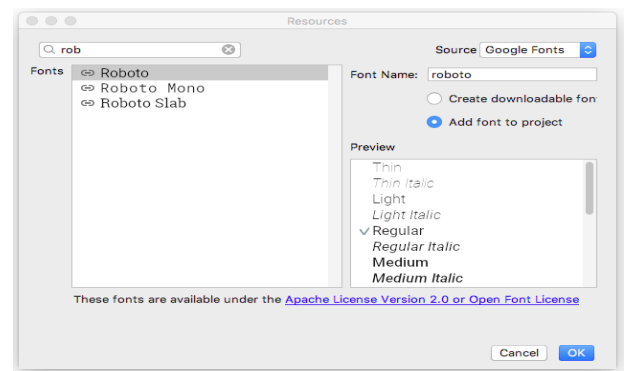 Resources
rob
Source Google Fonts
Fonts
Roboto
Roboto Mono
Roboto Slab
Font Name: roboto
Create downloadable fon
Add font to project
Preview
Thin
Thin Italic
Light
Light Italic
Regular
Regular Italic
Medium
Medium Italic
These fonts are available under the Apache License Version 2.0 or Open Font License
Cancel OK